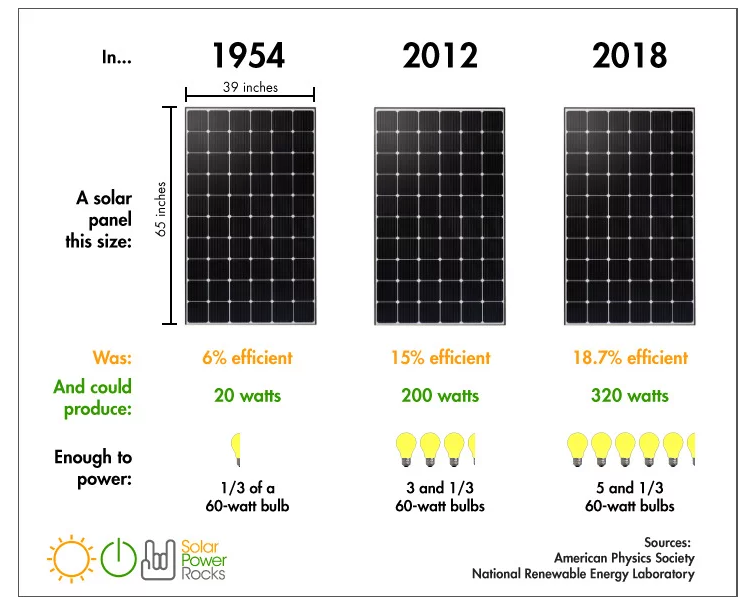 In... 1954 2012 2018
39 inches
65 inches
A solar
panel
this size:
Was: 6% efficient 15% efficient 18.7% efficient
And could
produce: 20 watts 200 watts 320 watts
Enough to
power:
1/3 of a
60-watt bulb
3 and 1/3
60-watt bulbs
5 and 1/3
60-watt bulbs
Solar
Power
Rocks
Sources:
American Physics Society
National Renewable Energy Laboratory